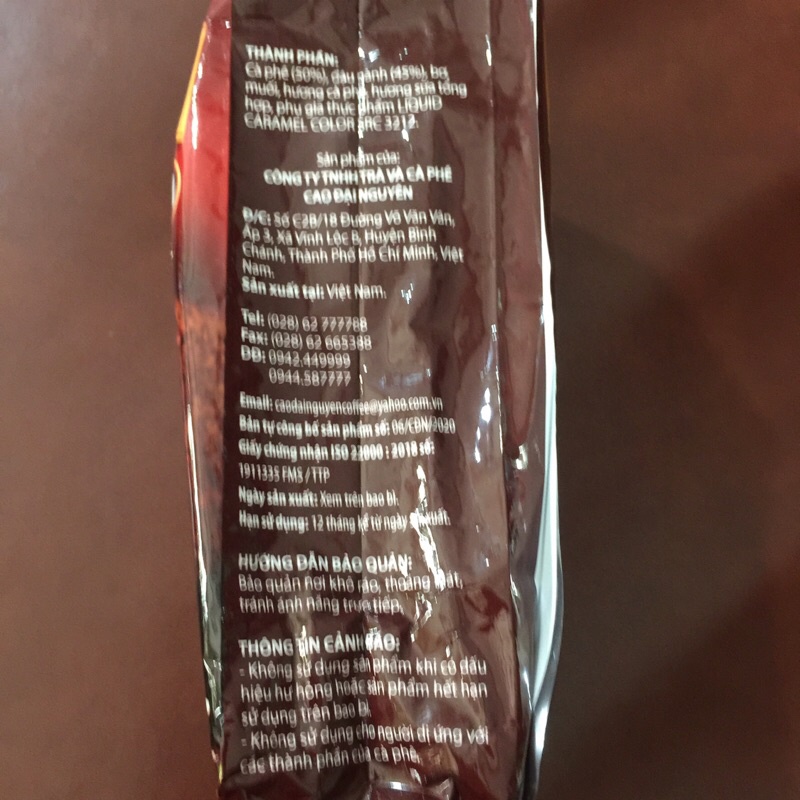 THÀNH PHẦN:
Cà phê (50%), đậu nành (45%), bơ,
muối, hương cà phê, hương sữa tổng
hợp, phụ gia thực phẩm LIQUID
CARAMEL COLOR SRC 3212.
Sản phẩm của:
CÔNG TY TNHH TRÀ VÀ CÀ PHÊ
CAO ĐẠI NGUYÊN
Đ/C: Số C2B/18 Đường Võ Văn Vân,
Ấp 3, Xã Vĩnh Lộc B, Huyện Bình
Chánh, Thành Phố Hồ Chí Minh, Việt
Nam.
Sản xuất tại: Việt Nam.
Tel: (028) 62 777788
Fax: (028) 62 665388
DĐ: 0942.449999
0944.587777
Email: caodainguyencoffee@yahoo.com.vn
Bản tự công bố sản phẩm số: 06/CDN/2020
Giấy chứng nhận ISO 22000 : 2018 số:
1911335 FMS / TTP
Ngày sản xuất: Xem trên bao bì.
Hạn sử dụng: 12 tháng kể từ ngày sản xuất.
HƯỚNG DẪN BẢO QUẢN:
Bảo quản nơi khô ráo, thoáng mát,
tránh ánh nắng trực tiếp.
THÔNG TIN CẢNH BÁO:
- Không sử dụng sản phẩm khi có dấu
hiệu hư hỏng hoặc sản phẩm hết hạn
sử dụng trên bao bì.
- Không sử dụng cho người dị ứng với
các thành phần của cà phê.